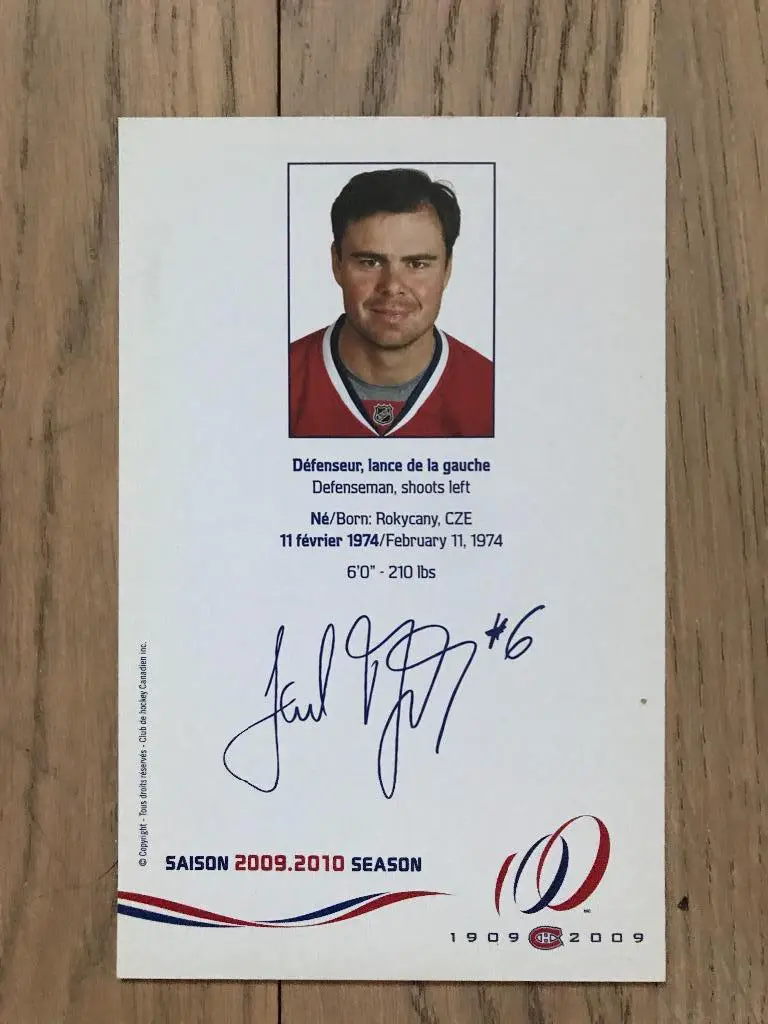 Défenseur, lance de la gauche
Defenseman, shoots left
Né/Born: Rokycany, CZE
11 février 1974/February 11, 1974
6'0" - 210 lbs
#6
© Copyright - Tous droits réservés - Club de hockey Canadien inc.
SAISON 2009.2010 SEASON
100
1909 CH 2009